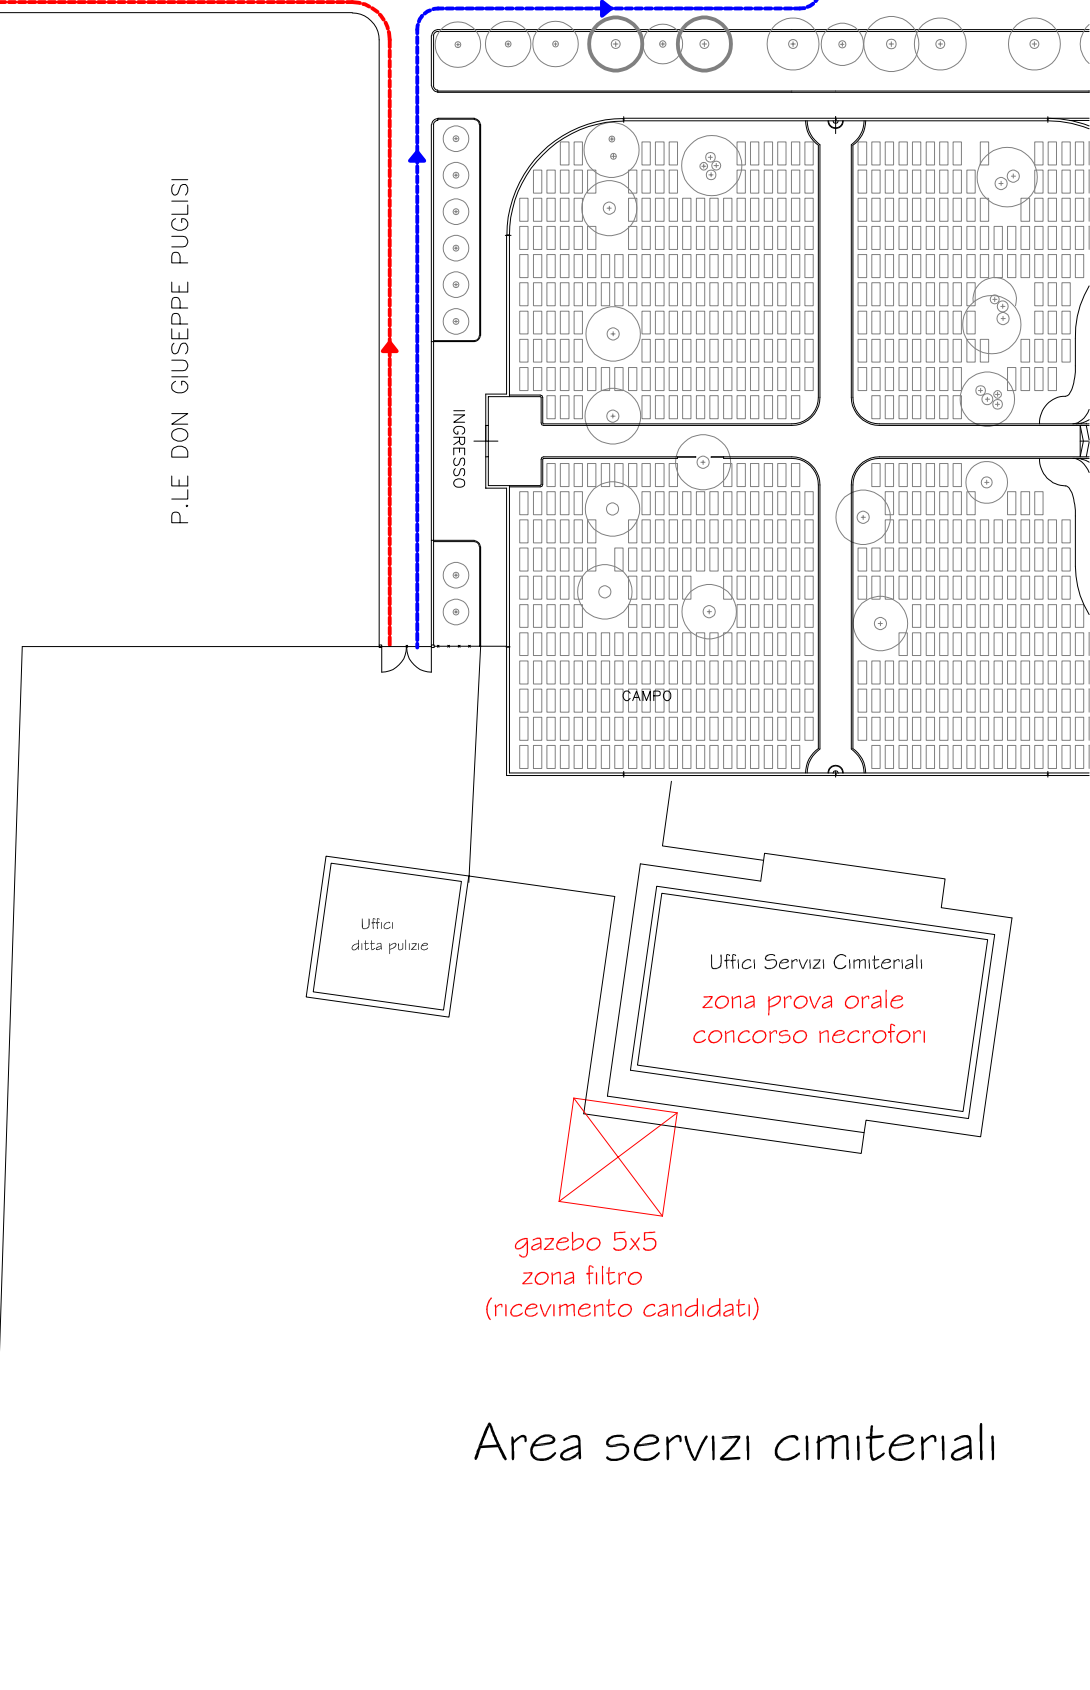 P.LE DON GIUSEPPE PUGLISI
INGRESSO
CAMPO
Uffici
ditta pulizie
Uffici Servizi Cimiteriali
zona prova orale
concorso necrofori
gazebo 5x5
zona filtro
(ricevimento candidati)
Area servizi cimiteriali